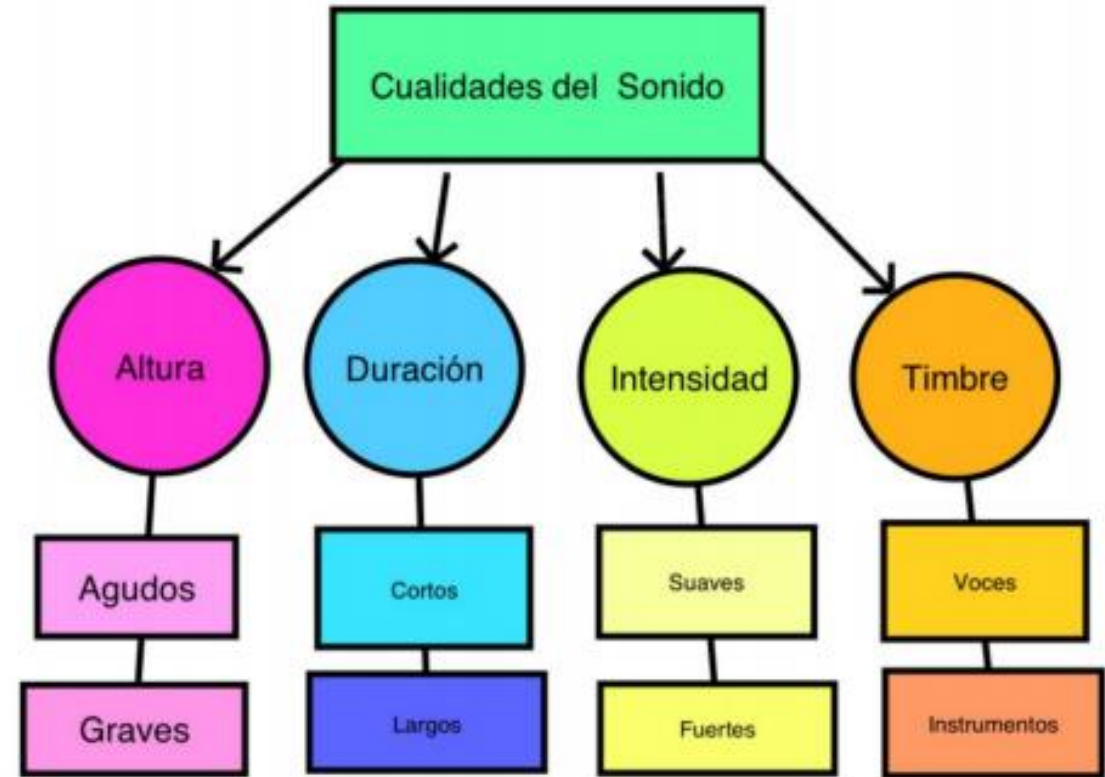 Cualidades del Sonido
Altura
Duración
Intensidad
Timbre
Agudos
Cortos
Suaves
Voces
Graves
Largos
Fuertes
Instrumentos